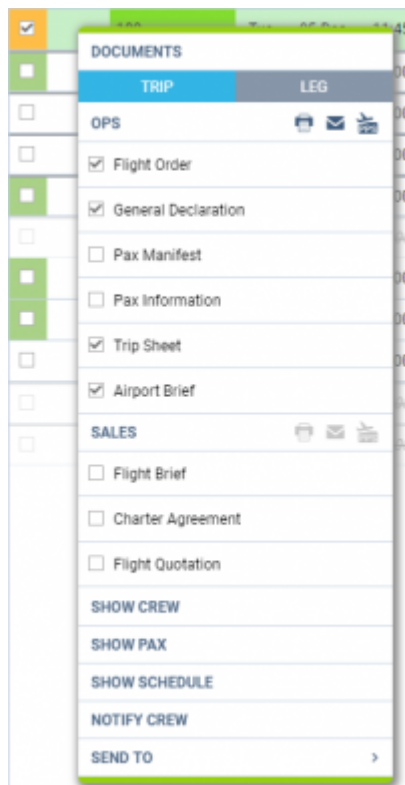 DOCUMENTS
TRIP LEG
OPS
Flight Order
General Declaration
Pax Manifest
Pax Information
Trip Sheet
Airport Brief
SALES
Flight Brief
Charter Agreement
Flight Quotation
SHOW CREW
SHOW PAX
SHOW SCHEDULE
NOTIFY CREW
SEND TO